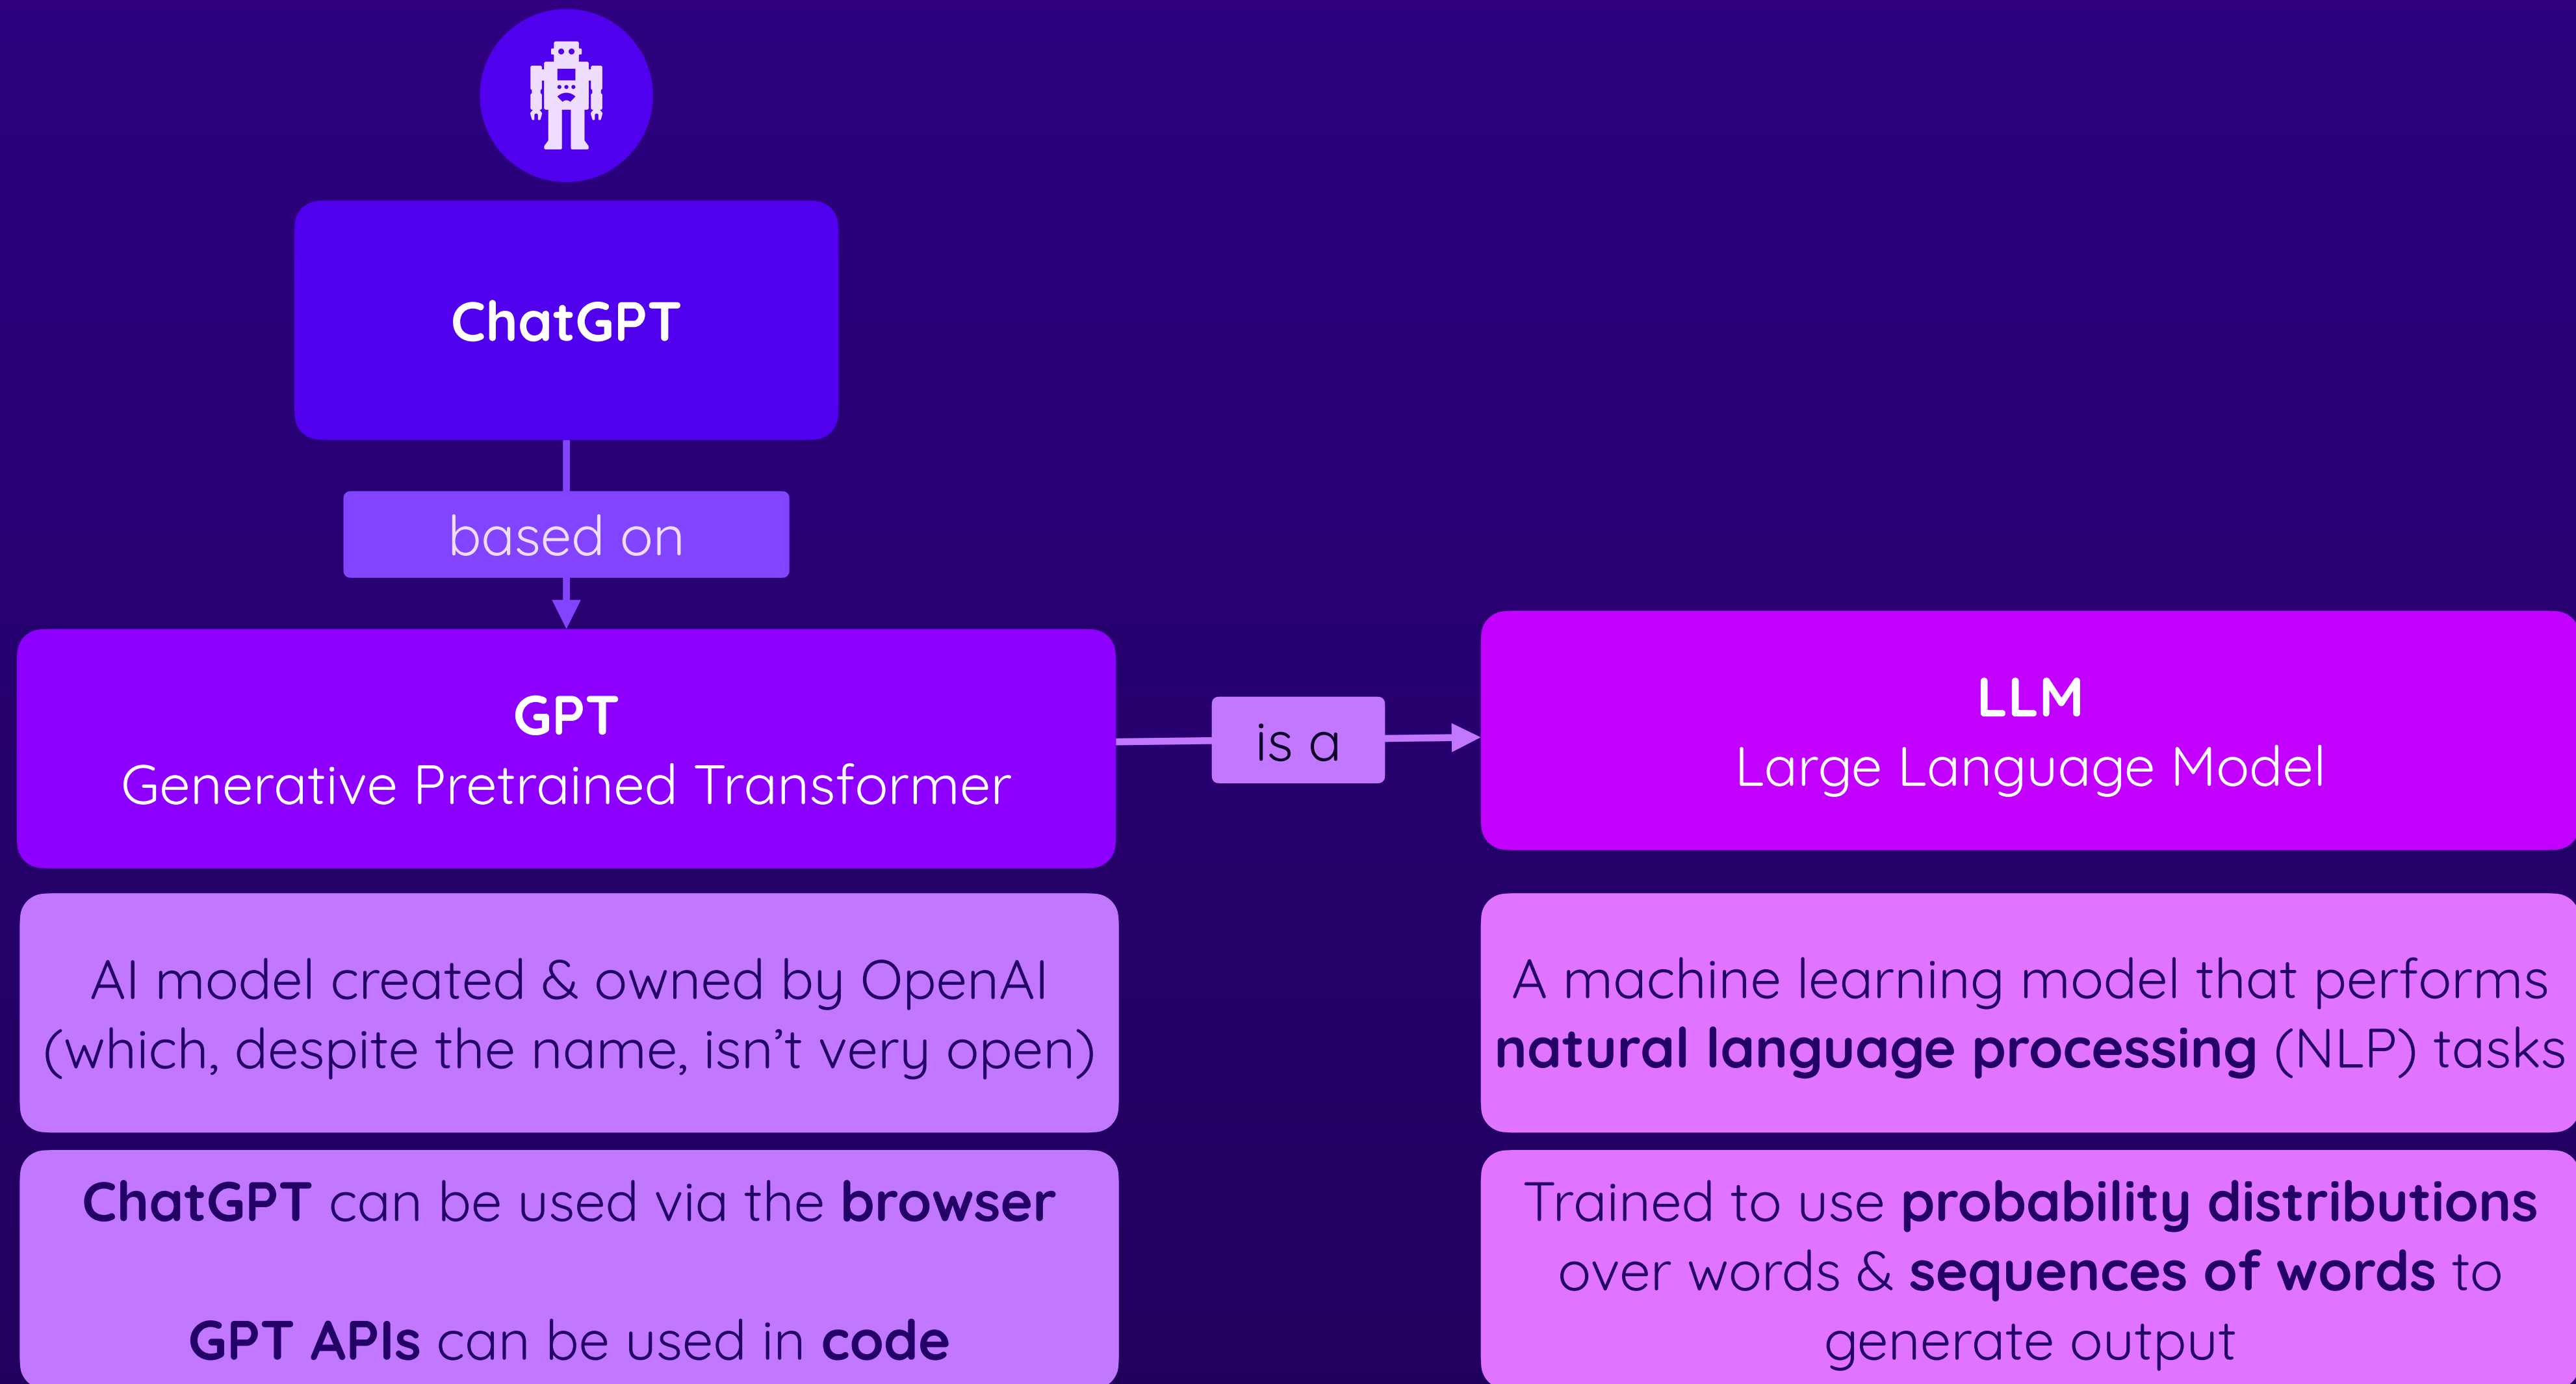 ChatGPT
based on
GPT
Generative Pretrained Transformer
is a
LLM
Large Language Model
AI model created & owned by OpenAI
(which, despite the name, isn’t very open)
ChatGPT can be used via the browser
GPT APIs can be used in code
A machine learning model that performs
natural language processing (NLP) tasks
Trained to use probability distributions
over words & sequences of words to
generate output